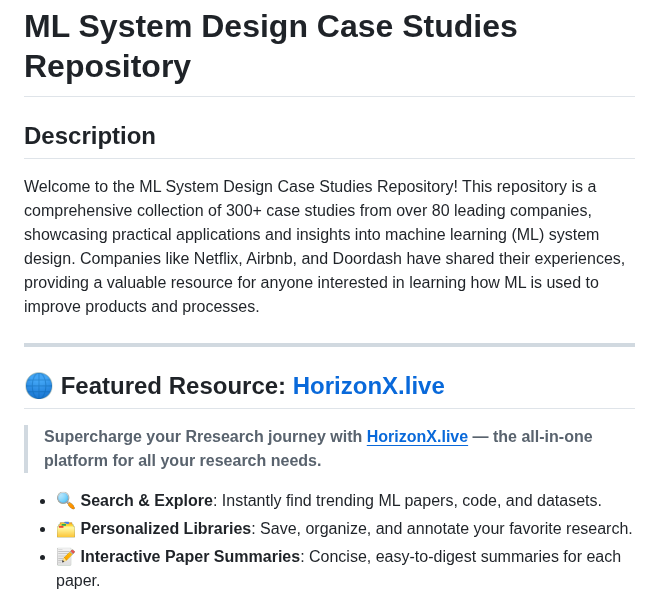 ML System Design Case Studies
Repository
Description
Welcome to the ML System Design Case Studies Repository! This repository is a
comprehensive collection of 300+ case studies from over 80 leading companies,
showcasing practical applications and insights into machine learning (ML) system
design. Companies like Netflix, Airbnb, and Doordash have shared their experiences,
providing a valuable resource for anyone interested in learning how ML is used to
improve products and processes.
🌐 Featured Resource: HorizonX.live
Supercharge your Rresearch journey with HorizonX.live — the all-in-one
platform for all your research needs.
• 🔍 Search & Explore: Instantly find trending ML papers, code, and datasets.
• 🗂️ Personalized Libraries: Save, organize, and annotate your favorite research.
• 📝 Interactive Paper Summaries: Concise, easy-to-digest summaries for each
paper.